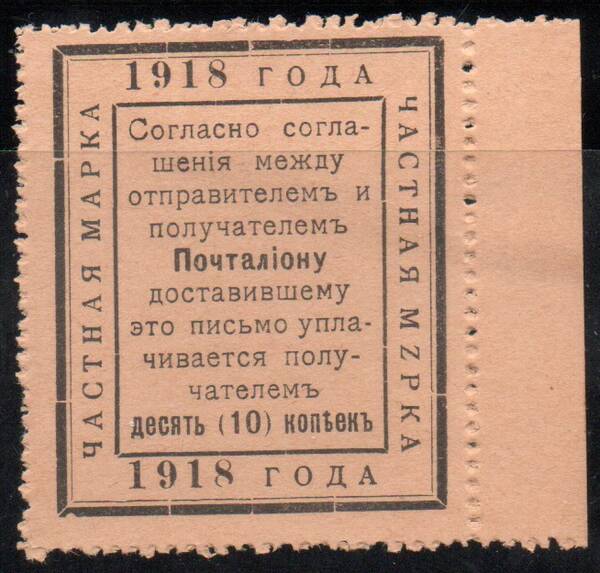 1918 ГОДА
ЧАСТНАЯ МАРКА
Согласно согла-
шенія между
отправителемъ и
получателемъ
Почталіону
доставившему
это письмо упла-
чивается полу-
чателемъ
десять (10) копѣекъ
ЧАСТНАЯ MZРКА
1918 ГОДА